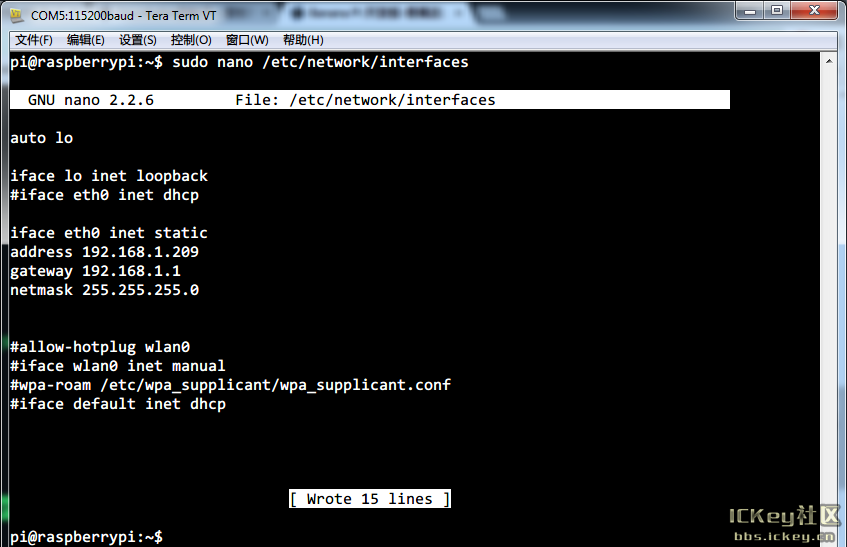 COM5:115200baud - Tera Term VT
文件(F) 编辑(E) 设置(S) 控制(O) 窗口(W) 帮助(H)
pi@raspberrypi:~$ sudo nano /etc/network/interfaces
GNU nano 2.2.6 File: /etc/network/interfaces
auto lo
iface lo inet loopback
#iface eth0 inet dhcp
iface eth0 inet static
address 192.168.1.209
gateway 192.168.1.1
netmask 255.255.255.0
#allow-hotplug wlan0
#iface wlan0 inet manual
#wpa-roam /etc/wpa_supplicant/wpa_supplicant.conf
#iface default inet dhcp
[ Wrote 15 lines ]
pi@raspberrypi:~$
ICKey社区
bbs.ickey.cn